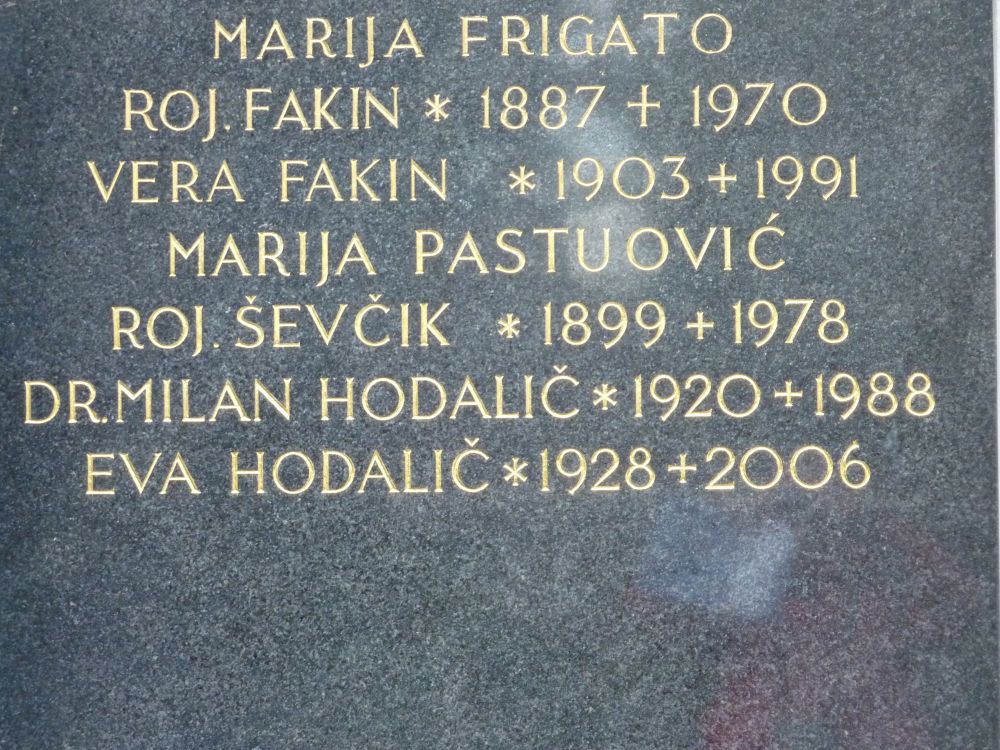 MARIJA FRIGATO
ROJ. FAKIN * 1887 + 1970
VERA FAKIN * 1903 + 1991
MARIJA PASTUOVIĆ
ROJ. ŠEVČIK * 1899 + 1978
DR. MILAN HODALIČ * 1920 + 1988
EVA HODALIČ * 1928 + 2006